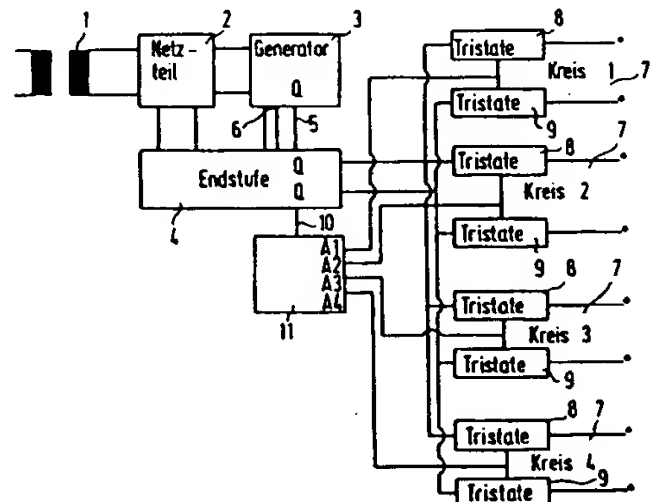 1
2
3
Netz-
teil
Generator
Q
6
5
Endstufe
Q
Q
4
10
A1
A2
A3
A4
11
8
Tristate
Kreis 1
7
Tristate
9
8
Tristate
7
Kreis 2
Tristate
9
8
Tristate
7
Kreis 3
Tristate
9
8
Tristate
7
Kreis 4
Tristate
9